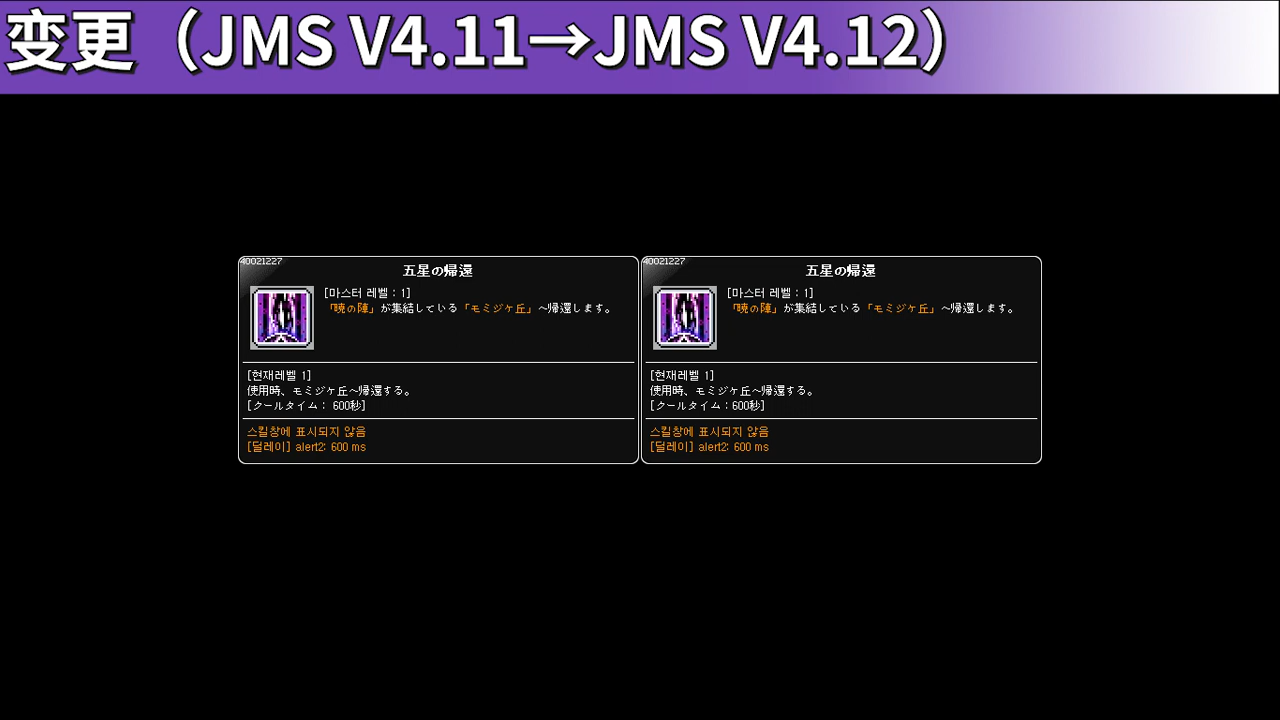 变更（JMS V4.11→JMS V4.12）
40021227
五星の帰還
[마스터 레벨 : 1]
「暁の陣」が集結している「モミジケ丘」へ帰還します。
[현재레벨 1]
使用時、モミジケ丘へ帰還する。
[クールタイム： 600秒]
스킬창에 표시되지 않음
[딜레이] alert2: 600 ms
40021227
五星の帰還
[마스터 레벨 : 1]
「暁の陣」が集結している「モミジケ丘」へ帰還します。
[현재레벨 1]
使用時、モミジケ丘へ帰還する。
[クールタイム：600秒]
스킬창에 표시되지 않음
[딜레이] alert2: 600 ms